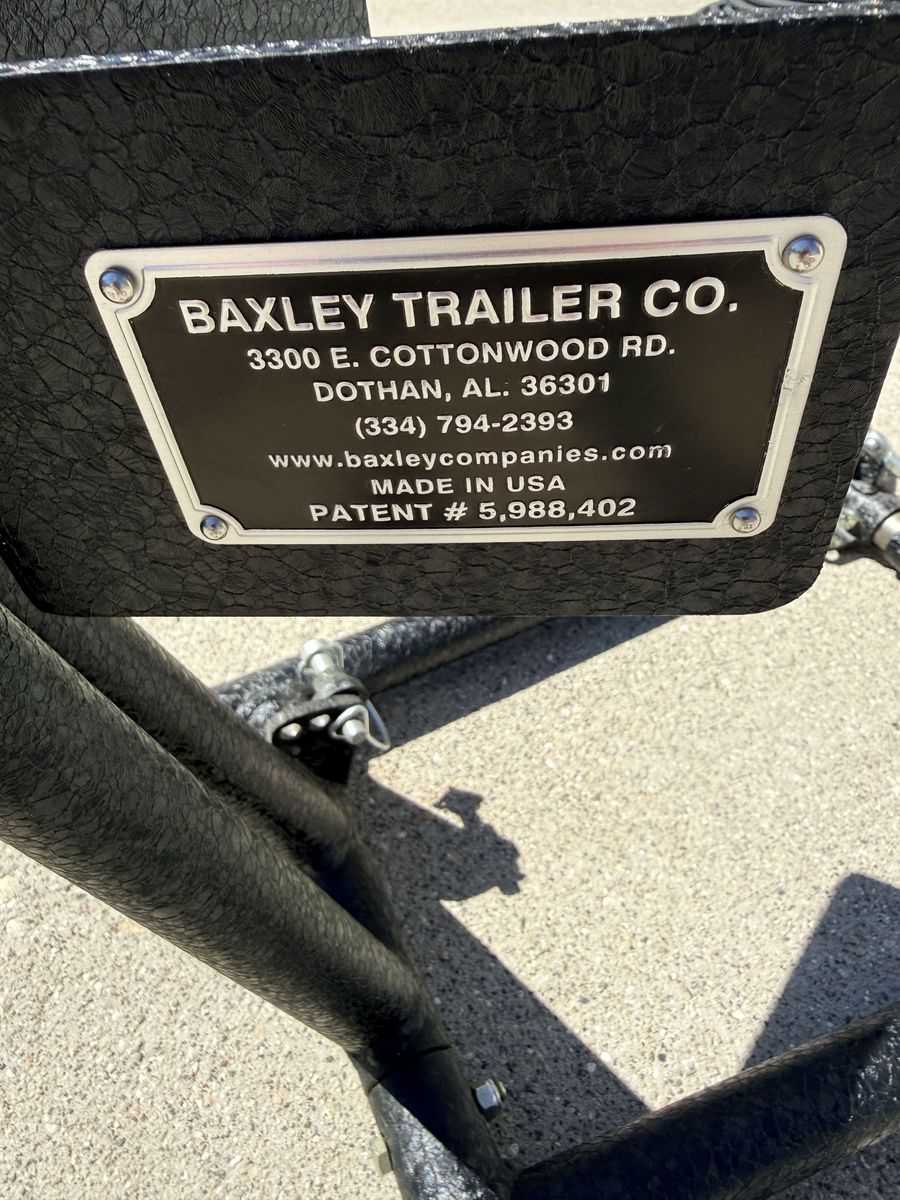 BAXLEY TRAILER CO.
3300 E. COTTONWOOD RD.
DOTHAN, AL. 36301
(334) 794-2393
www.baxleycompanies.com
MADE IN USA
PATENT # 5,988,402